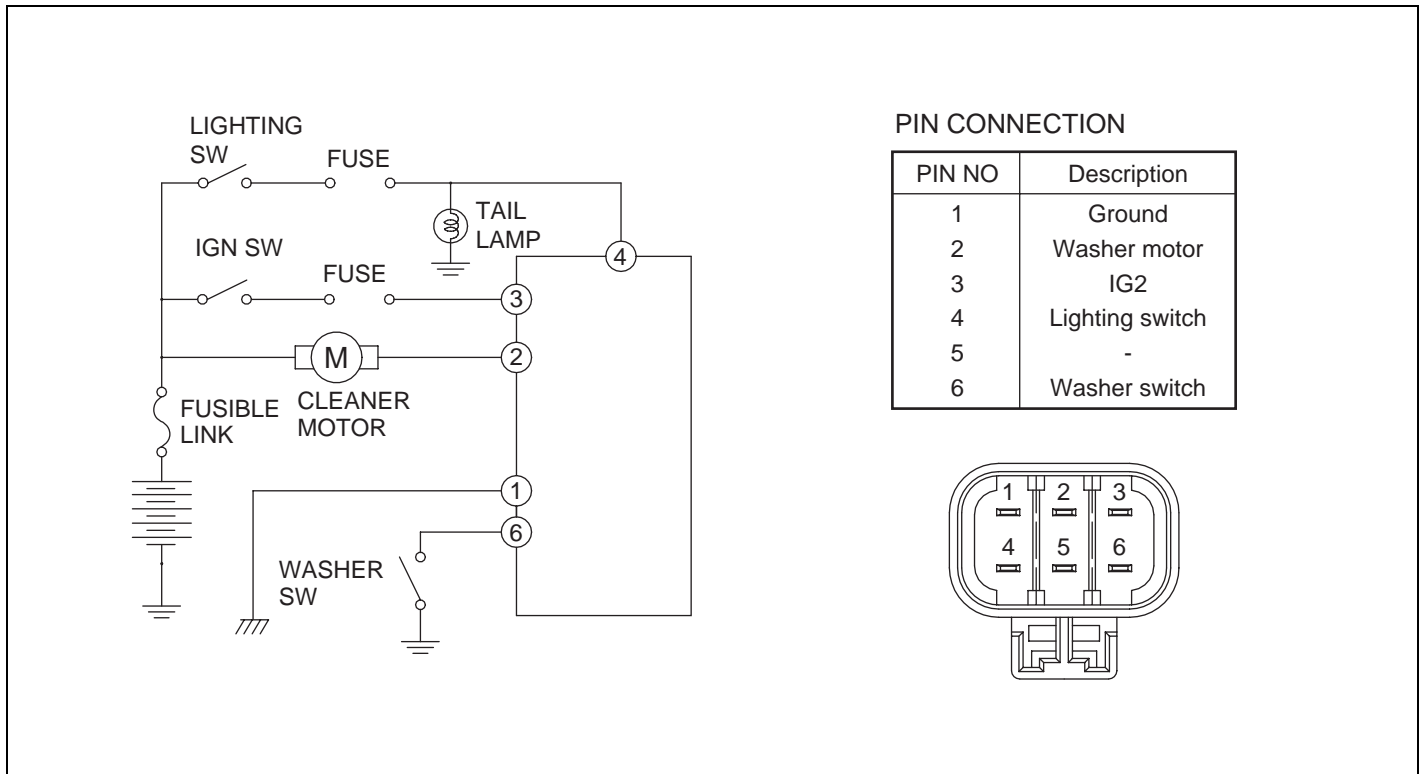 LIGHTING
SW
FUSE
TAIL
LAMP
4
IGN SW
FUSE
3
M
2
CLEANER
MOTOR
FUSIBLE
LINK
1
6
WASHER
SW
PIN CONNECTION
PIN NO Description
1 Ground
2 Washer motor
3 IG2
4 Lighting switch
5 -
6 Washer switch
1 2 3
4 5 6